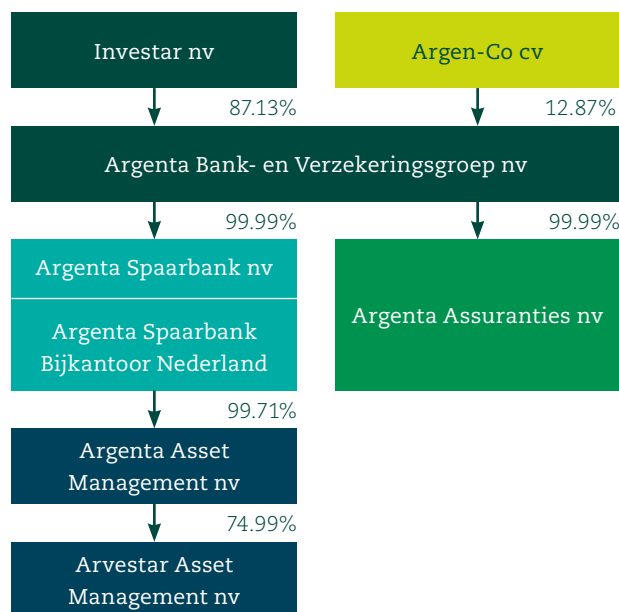 Investar nv
Argen-Co cv
87.13%
12.87%
Argenta Bank- en Verzekeringsgroep nv
99.99%
99.99%
Argenta Spaarbank nv
Argenta Spaarbank
Bijkantoor Nederland
Argenta Assuranties nv
99.71%
Argenta Asset
Management nv
74.99%
Arvestar Asset
Management nv